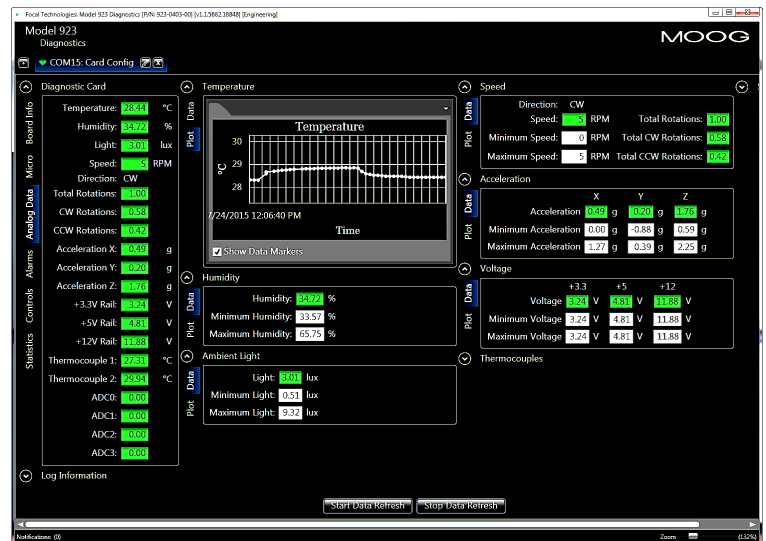 Focal Technologies: Model 923 Diagnostics [P/N: 923-0403-00] [v1.1.5682.18848] [Engineering]
Model 923
Diagnostics
MOOG
COM15: Card Config
Board Info
Micro
Analog Data
Alarms
Controls
Statistics
Diagnostic Card
Temperature: 28.44 °C
Humidity: 34.72 %
Light: 3.01 lux
Speed: 5 RPM
Direction: CW
Total Rotations: 1.00
CW Rotations: 0.58
CCW Rotations: 0.42
Acceleration X: 0.49 g
Acceleration Y: 0.20 g
Acceleration Z: 1.76 g
+3.3V Rail: 3.24 V
+5V Rail: 4.81 V
+12V Rail: 11.88 V
Thermocouple 1: 27.31 °C
Thermocouple 2: 29.94 °C
ADC0: 0.00
ADC1: 0.00
ADC2: 0.00
ADC3: 0.00
Log Information
Temperature
Data
Plot
Temperature
°C
30
29
28
7/24/2015 12:06:40 PM
Time
Show Data Markers
Humidity
Data
Plot
Humidity: 34.72 %
Minimum Humidity: 33.57 %
Maximum Humidity: 65.75 %
Ambient Light
Data
Plot
Light: 3.01 lux
Minimum Light: 0.51 lux
Maximum Light: 9.32 lux
Speed
Data
Plot
Direction: CW
Speed: 5 RPM Total Rotations: 1.00
Minimum Speed: 0 RPM Total CW Rotations: 0.58
Maximum Speed: 5 RPM Total CCW Rotations: 0.42
Acceleration
Data
Plot
X Y Z
Acceleration 0.49 g 0.20 g 1.76 g
Minimum Acceleration 0.00 g -0.88 g 0.59 g
Maximum Acceleration 1.27 g 0.39 g 2.25 g
Voltage
Data
Plot
+3.3 +5 +12
Voltage 3.24 V 4.81 V 11.88 V
Minimum Voltage 3.24 V 4.81 V 11.88 V
Maximum Voltage 3.24 V 4.81 V 11.88 V
Thermocouples
Start Data Refresh Stop Data Refresh
Notifications: (0)
Zoom (132%)